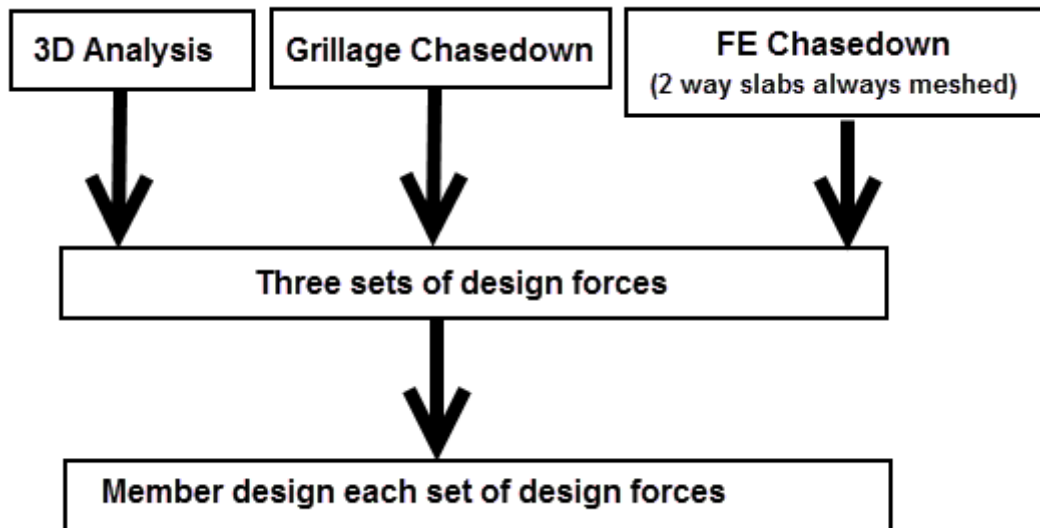 3D Analysis
Grillage Chasedown
FE Chasedown
(2 way slabs always meshed)
Three sets of design forces
Member design each set of design forces